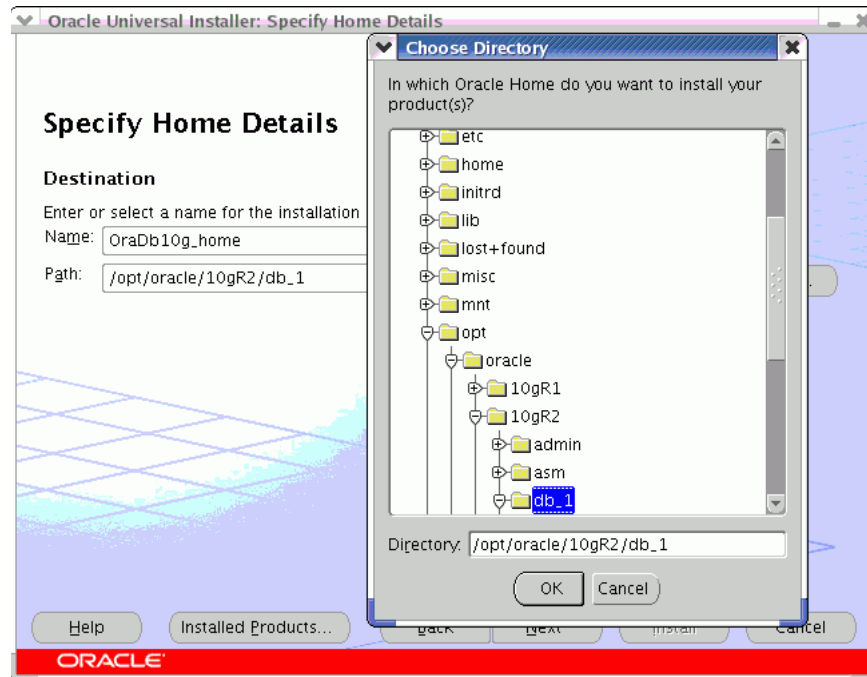 Oracle Universal Installer: Specify Home Details
Choose Directory
In which Oracle Home do you want to install your
product(s)?
Specify Home Details
Destination
Enter or select a name for the installation
Name: OraDb10g_home
Path: /opt/oracle/10gR2/db_1
etc
home
initrd
lib
lost+found
misc
mnt
opt
oracle
10gR1
10gR2
admin
asm
db_1
Directory: /opt/oracle/10gR2/db_1
OK Cancel
Help Installed Products... Back Next Install Cancel
ORACLE